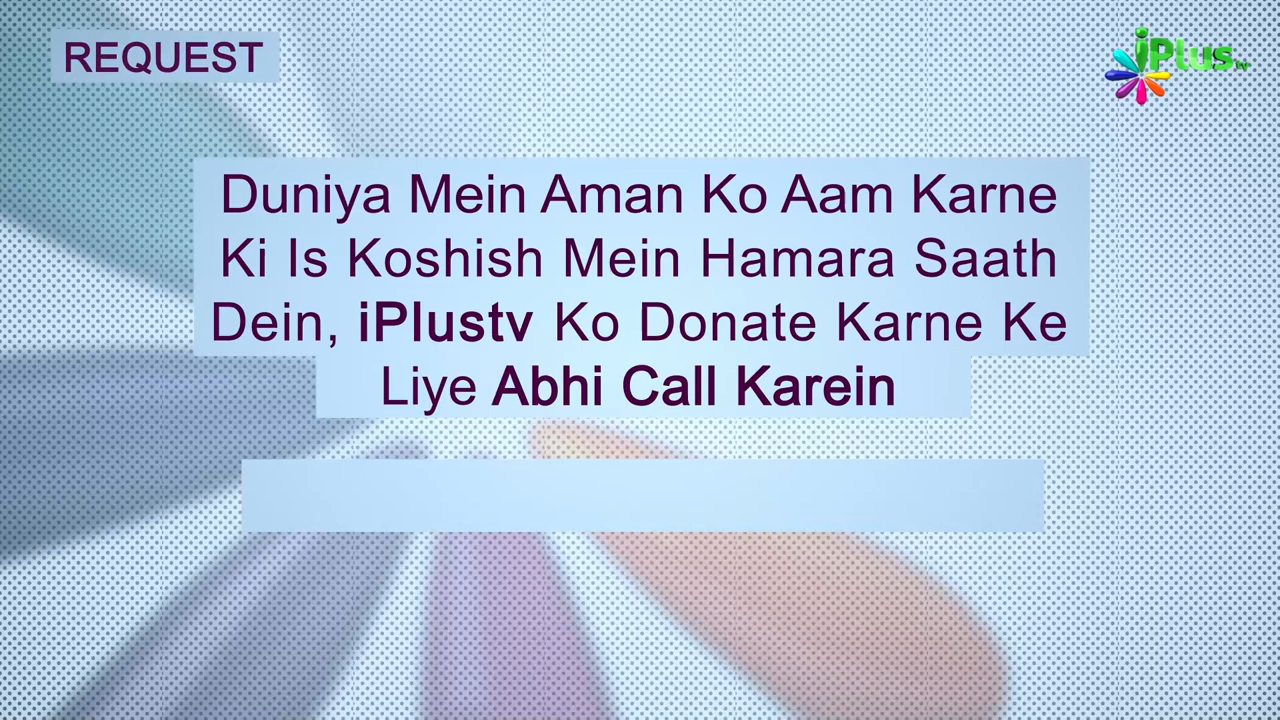 REQUEST
iPlus tv
Duniya Mein Aman Ko Aam Karne
Ki Is Koshish Mein Hamara Saath
Dein, iPlustv Ko Donate Karne Ke
Liye Abhi Call Karein